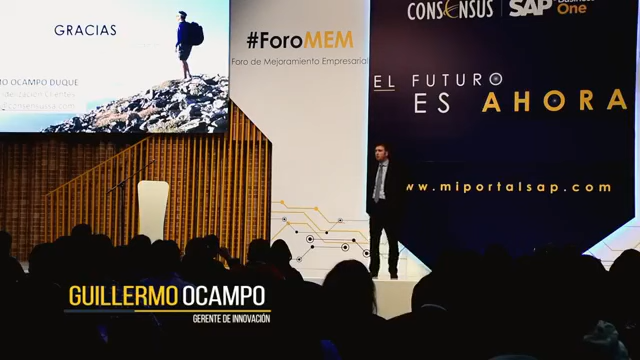 GRACIAS
MO OCAMPO DUQUE
CONSENSUS
SAP Business One
#ForoMEM
Foro de Mejoramiento Empresarial
EL FUTURO
ES AHORA
www.miportalsap.com
GUILLERMO OCAMPO
GERENTE DE INNOVACIÓN